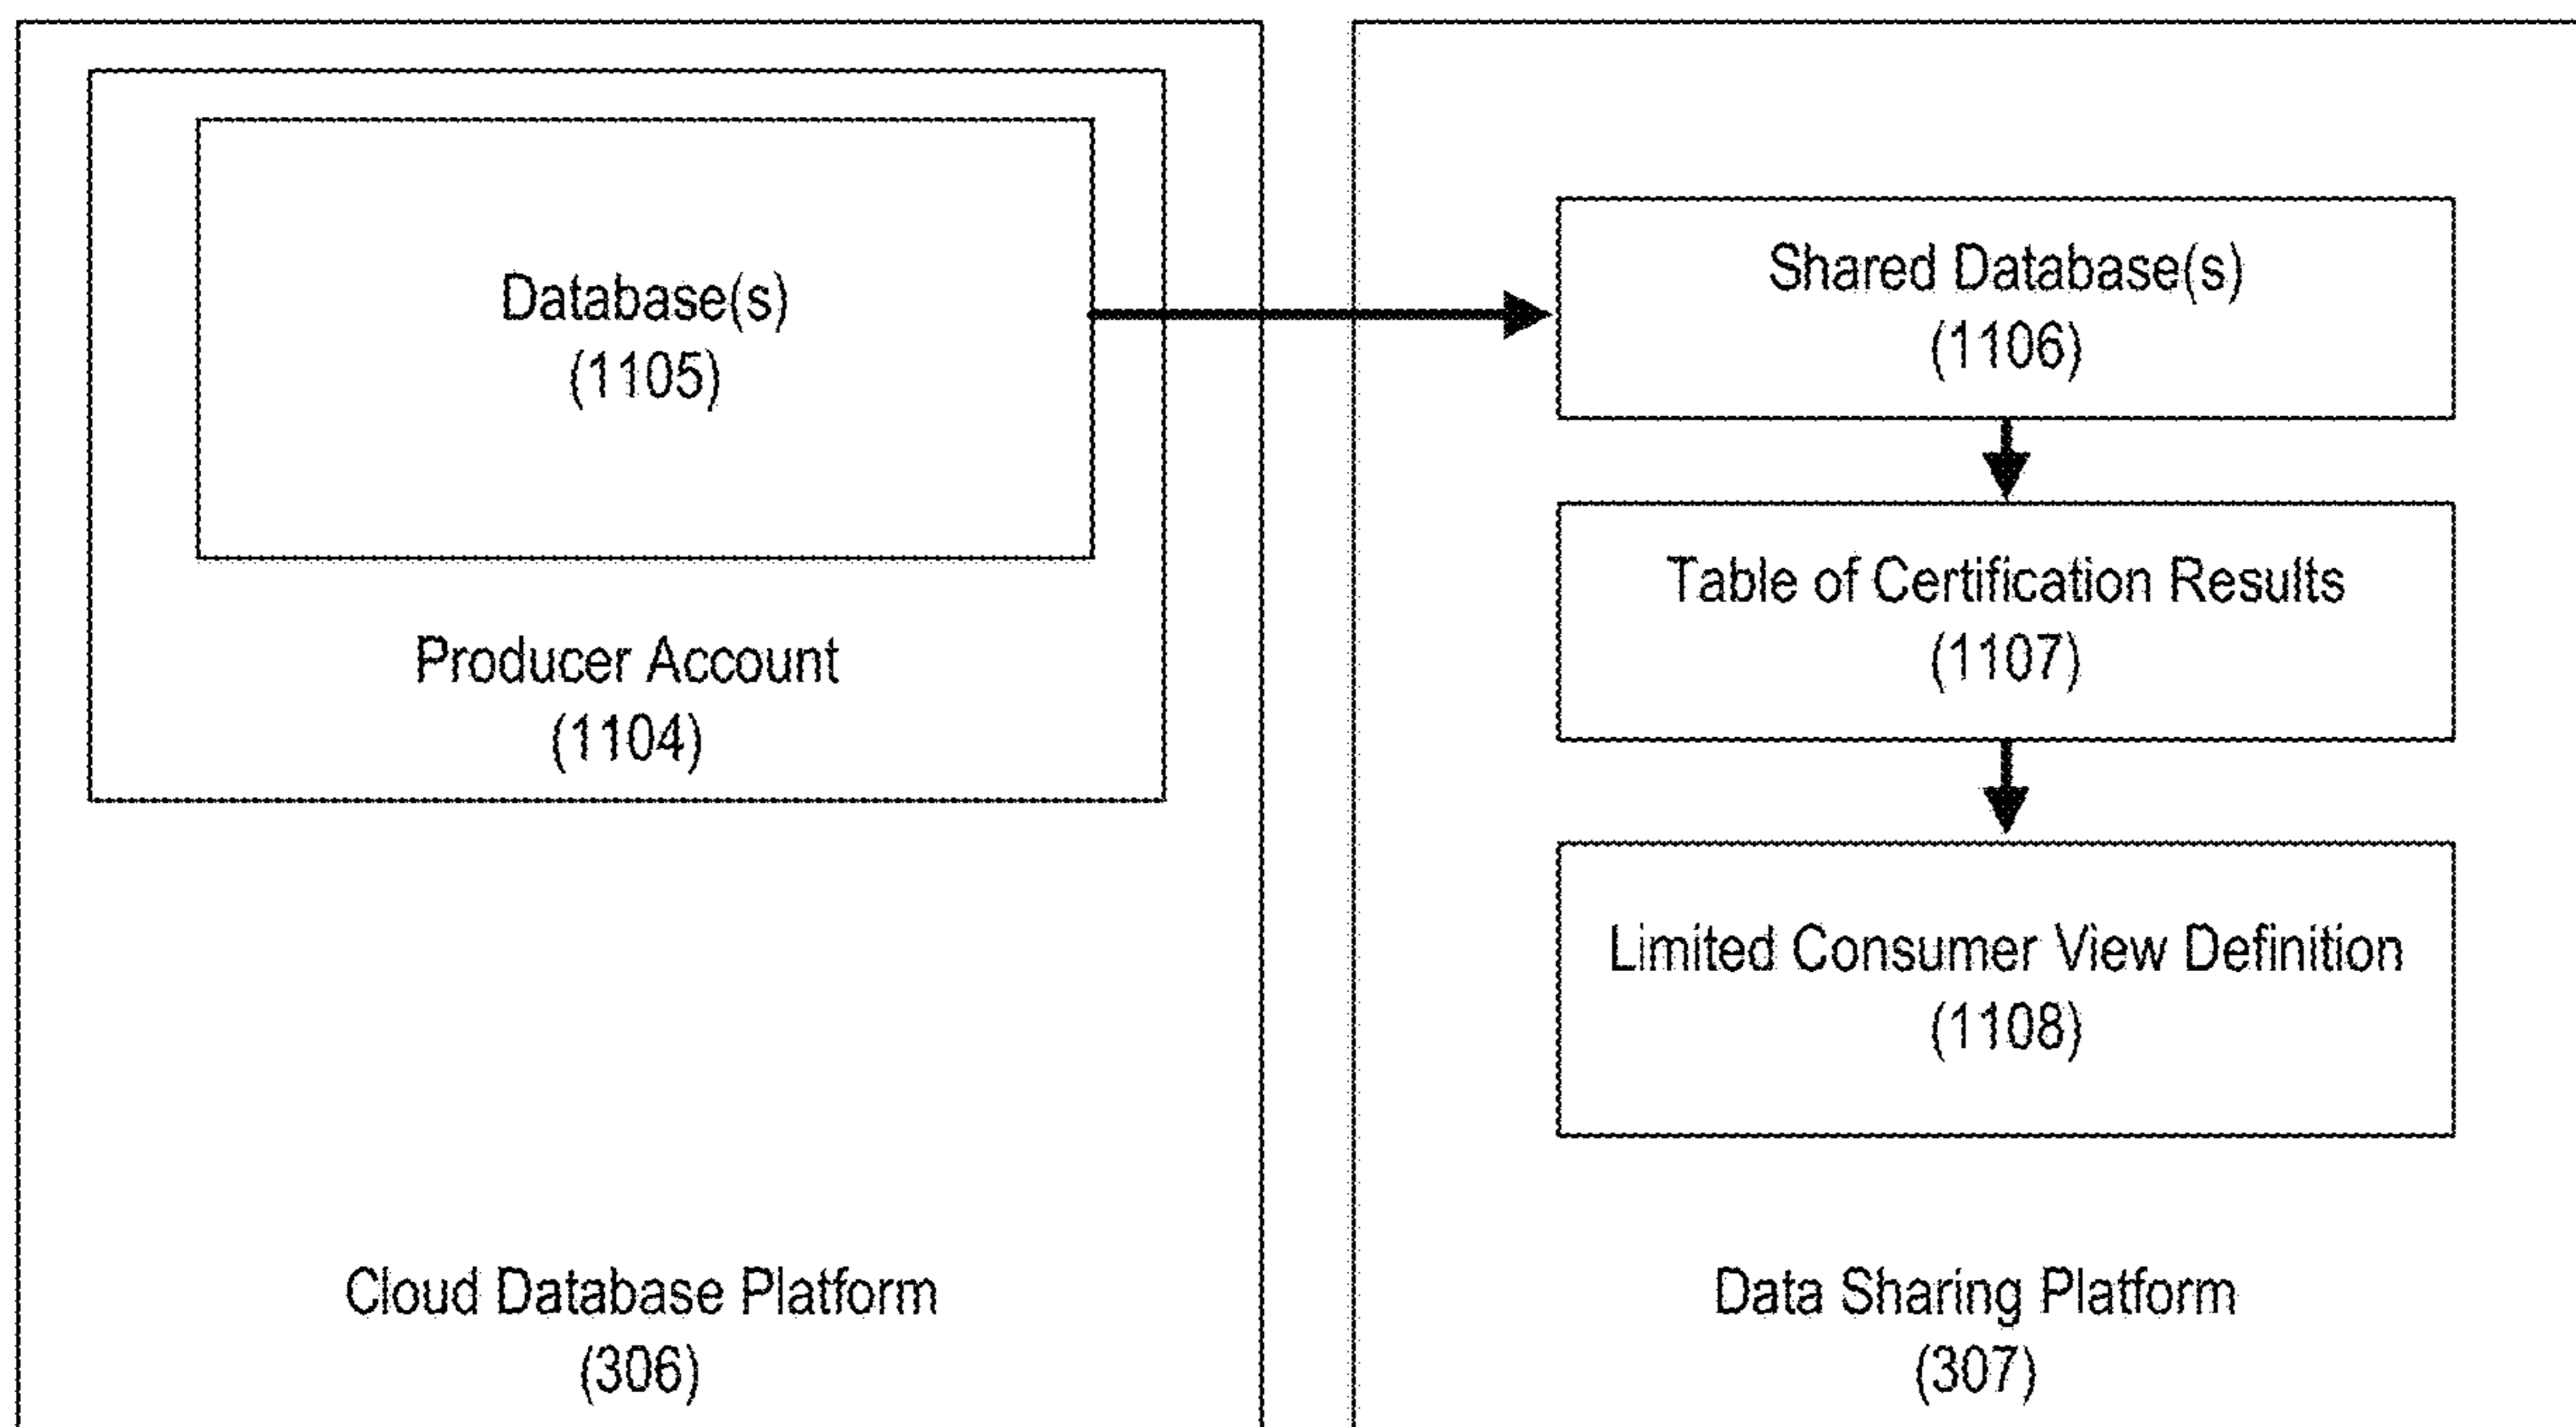 Database(s)
(1105)
Producer Account
(1104)
Cloud Database Platform
(306)
Shared Database(s)
(1106)
Table of Certification Results
(1107)
Limited Consumer View Definition
(1108)
Data Sharing Platform
(307)